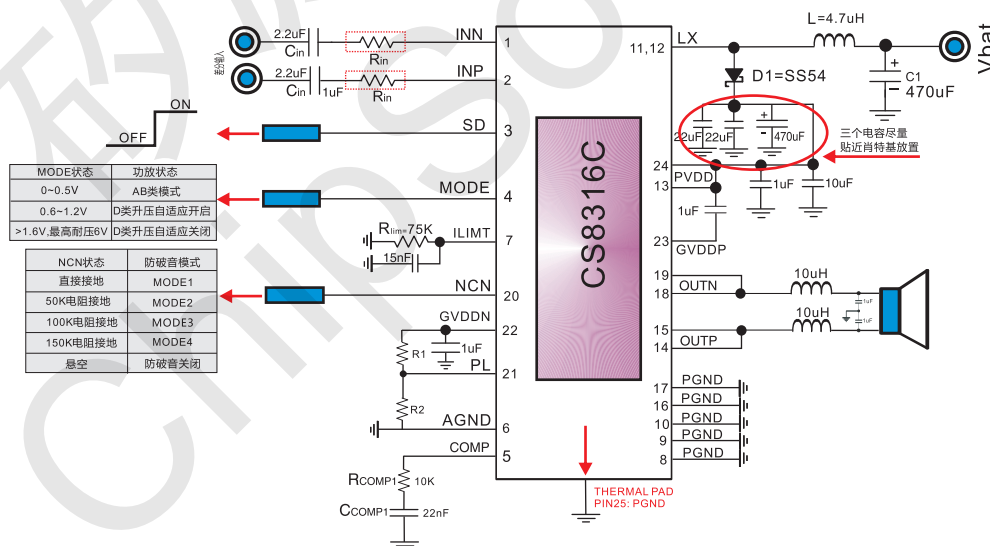 差分输入
2.2uF
Cin
Rin
INN
1
2.2uF
Cin
1uF
Rin
INP
2
OFF
ON
SD
3
MODE状态 功放状态
0~0.5V AB类模式
0.6~1.2V D类升压自适应开启
>1.6V,最高耐压6V D类升压自适应关闭
MODE
4
Rlim=75K
15nF
ILIMT
7
NCN状态 防破音模式
直接接地 MODE1
50K电阻接地 MODE2
100K电阻接地 MODE3
150K电阻接地 MODE4
悬空 防破音关闭
NCN
20
GVDDN
22
R1
1uF
PL
21
R2
AGND
6
COMP
5
RCOMP1 10K
CCOMP1 22nF
CS8316C
THERMAL PAD
PIN25: PGND
11,12
LX
L=4.7uH
Vbat
D1=SS54
C1
470uF
22uF 22uF
470uF
三个电容尽量
贴近肖特基放置
24
PVDD
13
1uF
10uF
1uF
23
GVDDP
19
OUTN
18
10uH
1uF
1uF
10uH
15
OUTP
14
17 PGND
16 PGND
10 PGND
9 PGND
8 PGND
ChipSo